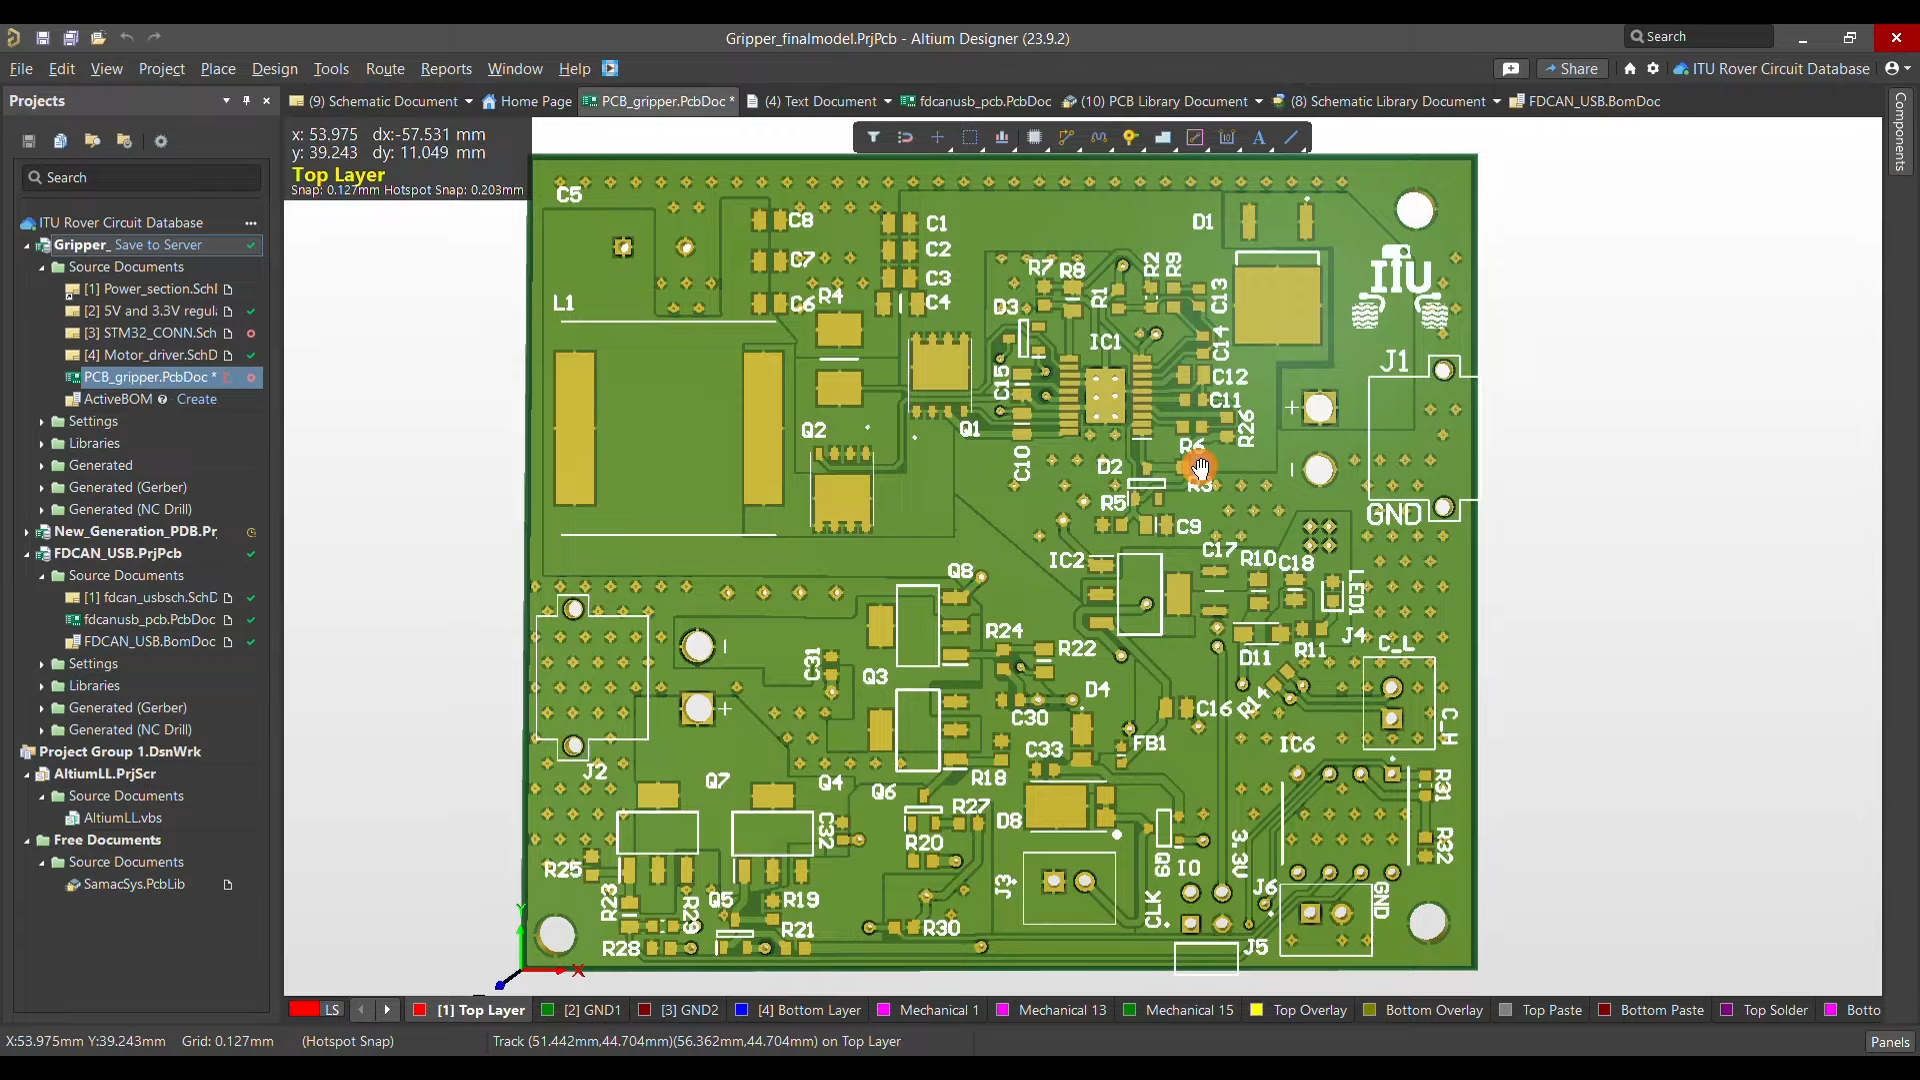 Gripper_finalmodel.PrjPcb - Altium Designer (23.9.2)
Search
File Edit View Project Place Design Tools Route Reports Window Help
Share
ITU Rover Circuit Database
Projects
(9) Schematic Document
Home Page
PCB_gripper.PcbDoc *
(4) Text Document
fdcanusb_pcb.PcbDoc
(10) PCB Library Document
(8) Schematic Library Document
FDCAN_USB.BomDoc
Components
x: 53.975 dx:-57.531 mm
y: 39.243 dy: 11.049 mm
Top Layer
Snap: 0.127mm Hotspot Snap: 0.203mm
Search
ITU Rover Circuit Database
Gripper_ Save to Server
Source Documents
[1] Power_section.SchI
[2] 5V and 3.3V regul
[3] STM32_CONN.Sch
[4] Motor_driver.SchD
PCB_gripper.PcbDoc *
ActiveBOM Create
Settings
Libraries
Generated
Generated (Gerber)
Generated (NC Drill)
New_Generation_PDB.Pr
FDCAN_USB.PrjPcb
Source Documents
[1] fdcan_usbsch.SchD
fdcanusb_pcb.PcbDoc
FDCAN_USB.BomDoc
Settings
Libraries
Generated (Gerber)
Generated (NC Drill)
Project Group 1.DsnWrk
AltiumLL.PrjScr
Source Documents
AltiumLL.vbs
Free Documents
Source Documents
SamacSys.PcbLib
C5
C8
C1
D1
C2
C7
C3
R7 R8
R2
R9
ITU
L1
C6
R4
C4
D3
R1
C13
IC1
C14
J1
C15
C12
C11
+
Q2
Q1
R26
R6
C10
D2
R3
R5
GND
C9
IC2
C17
R10
C18
Q8
LED1
R24
R22
D11
R11
J4
C_L
C31
Q3
D4
C30
C16
R14
+
C33
FB1
IC6
C_H
J2
Q7
Q4
Q6
R18
R31
R27
D8
C32
R20
Q9
IO
3.3V
R32
R25
J3
J6
GND
R23
R29
Q5
R19
CLK
R28
R21
R30
J5
Y
X
LS
[1] Top Layer
[2] GND1
[3] GND2
[4] Bottom Layer
Mechanical 1
Mechanical 13
Mechanical 15
Top Overlay
Bottom Overlay
Top Paste
Bottom Paste
Top Solder
Botto
X:53.975mm Y:39.243mm Grid: 0.127mm (Hotspot Snap)
Track (51.442mm,44.704mm)(56.362mm,44.704mm) on Top Layer
Panels